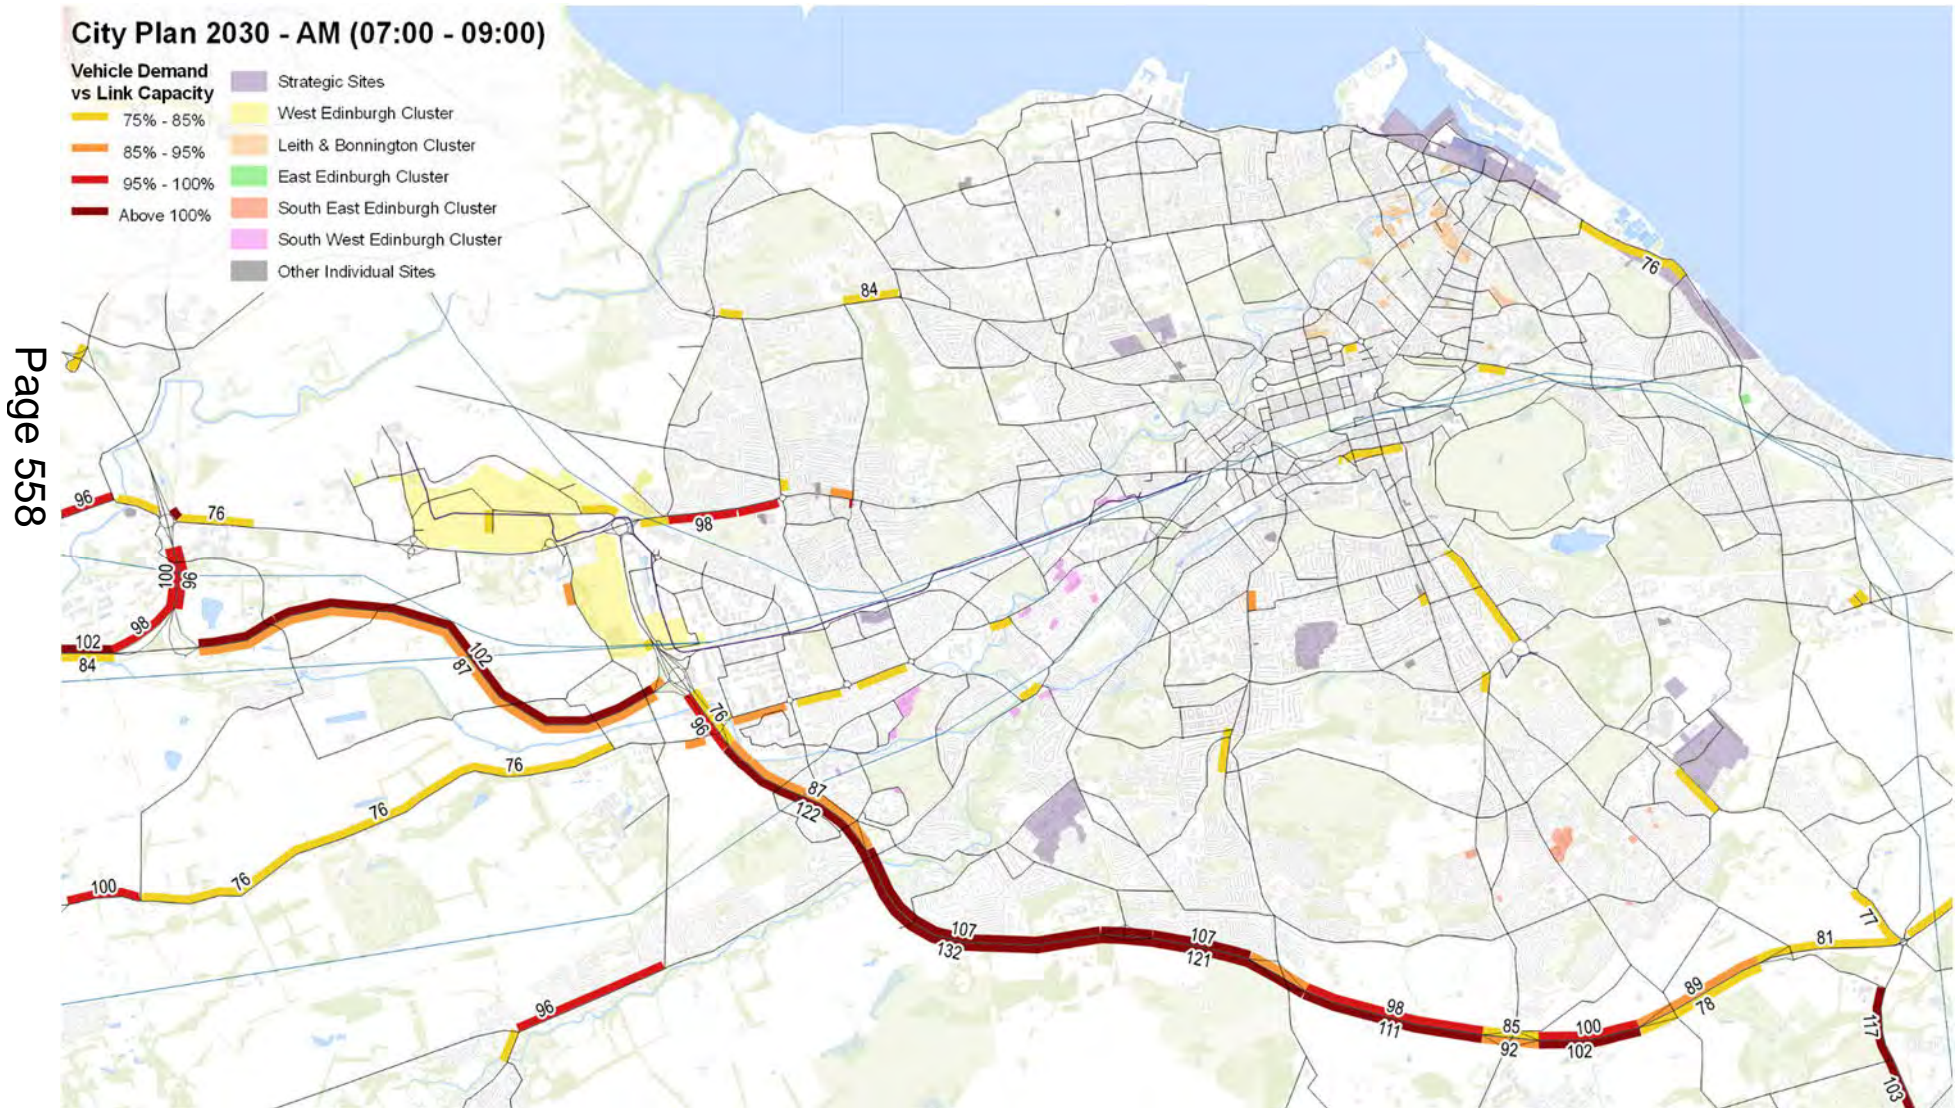 City Plan 2030 - AM (07:00 - 09:00)
Vehicle Demand
vs Link Capacity
75% - 85%
85% - 95%
95% - 100%
Above 100%
Strategic Sites
West Edinburgh Cluster
Leith & Bonnington Cluster
East Edinburgh Cluster
South East Edinburgh Cluster
South West Edinburgh Cluster
Other Individual Sites
Page 558
84
76
96
76
98
100
96
98
102
84
102
87
76
96
76
76
76
100
87
122
107
132
107
121
96
98
111
85
92
100
102
89
78
81
77
117
103